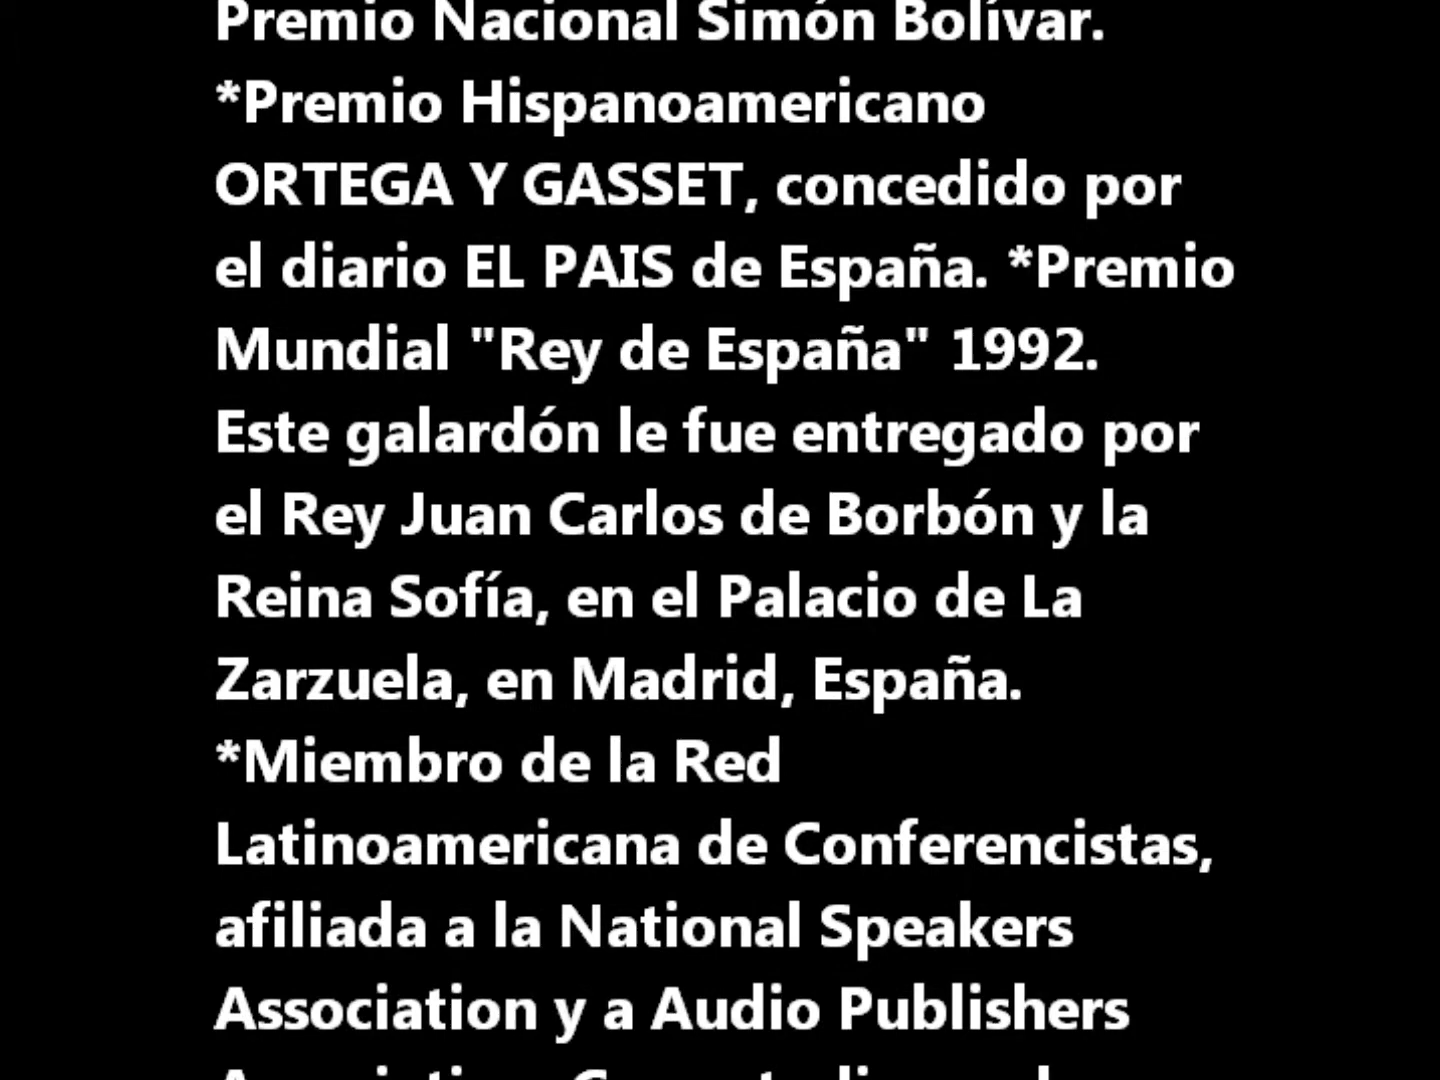 Premio Nacional Simón Bolívar.
*Premio Hispanoamericano
ORTEGA Y GASSET, concedido por
el diario EL PAIS de España. *Premio
Mundial "Rey de España" 1992.
Este galardón le fue entregado por
el Rey Juan Carlos de Borbón y la
Reina Sofía, en el Palacio de La
Zarzuela, en Madrid, España.
*Miembro de la Red
Latinoamericana de Conferencistas,
afiliada a la National Speakers
Association y a Audio Publishers